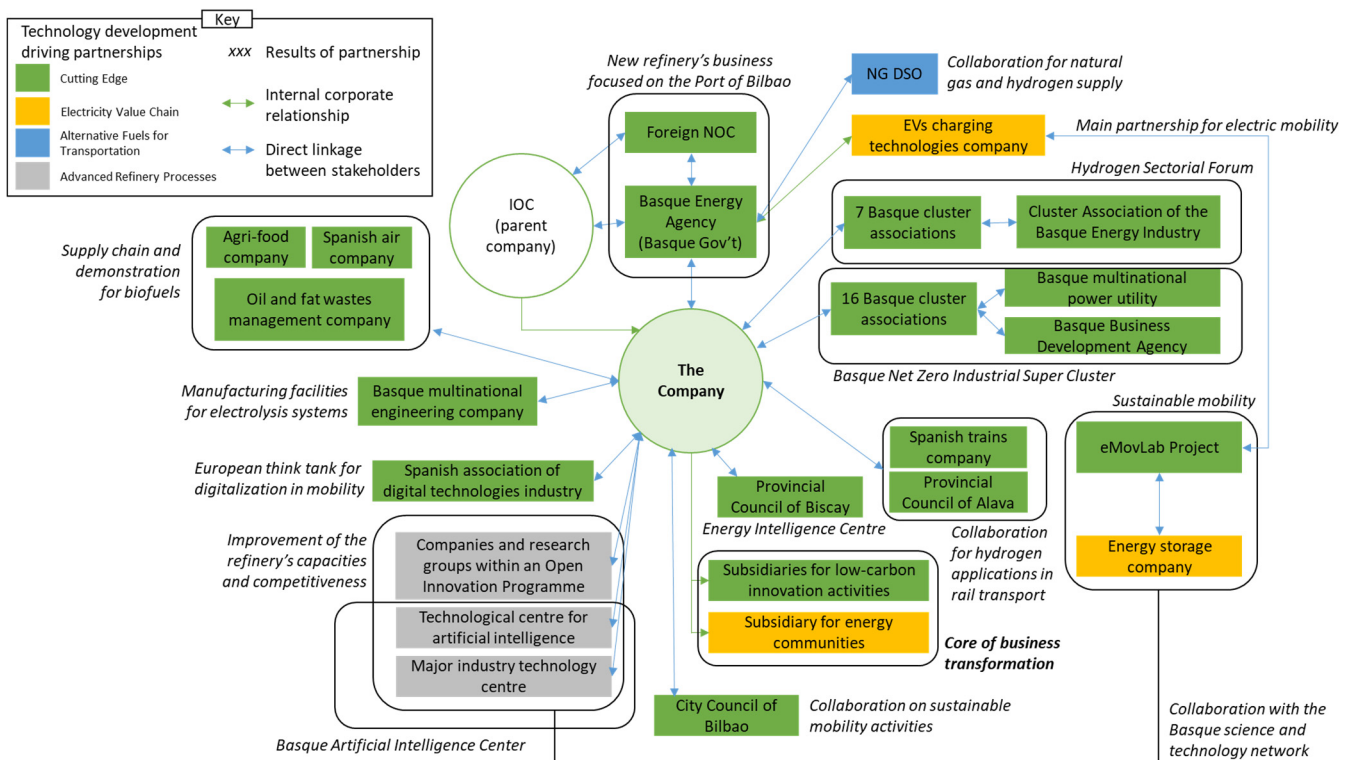 Key
Technology development
driving partnerships
Cutting Edge
Electricity Value Chain
Alternative Fuels for
Transportation
Advanced Refinery Processes
xxx Results of partnership
Internal corporate
relationship
Direct linkage
between stakeholders
New refinery's business
focused on the Port of Bilbao
Foreign NOC
Basque Energy
Agency
(Basque Gov't)
IOC
(parent
company)
NG DSO
Collaboration for natural
gas and hydrogen supply
EVs charging
technologies company
Main partnership for electric mobility
Hydrogen Sectorial Forum
7 Basque cluster
associations
Cluster Association of the
Basque Energy Industry
16 Basque cluster
associations
Basque multinational
power utility
Basque Business
Development Agency
Basque Net Zero Industrial Super Cluster
Supply chain and
demonstration
for biofuels
Agri-food
company
Spanish air
company
Oil and fat wastes
management company
The
Company
Manufacturing facilities
for electrolysis systems
Basque multinational
engineering company
European think tank for
digitalization in mobility
Spanish association of
digital technologies industry
Provincial
Council of Biscay
Energy Intelligence Centre
Spanish trains
company
Provincial
Council of Alava
Collaboration
for hydrogen
applications in
rail transport
Sustainable mobility
eMovLab Project
Energy storage
company
Improvement of the
refinery's capacities
and competitiveness
Companies and research
groups within an Open
Innovation Programme
Technological centre for
artificial intelligence
Major industry technology
centre
Basque Artificial Intelligence Center
Subsidiaries for low-carbon
innovation activities
Subsidiary for energy
communities
Core of business
transformation
City Council of
Bilbao
Collaboration on sustainable
mobility activities
Collaboration with the
Basque science and
technology network